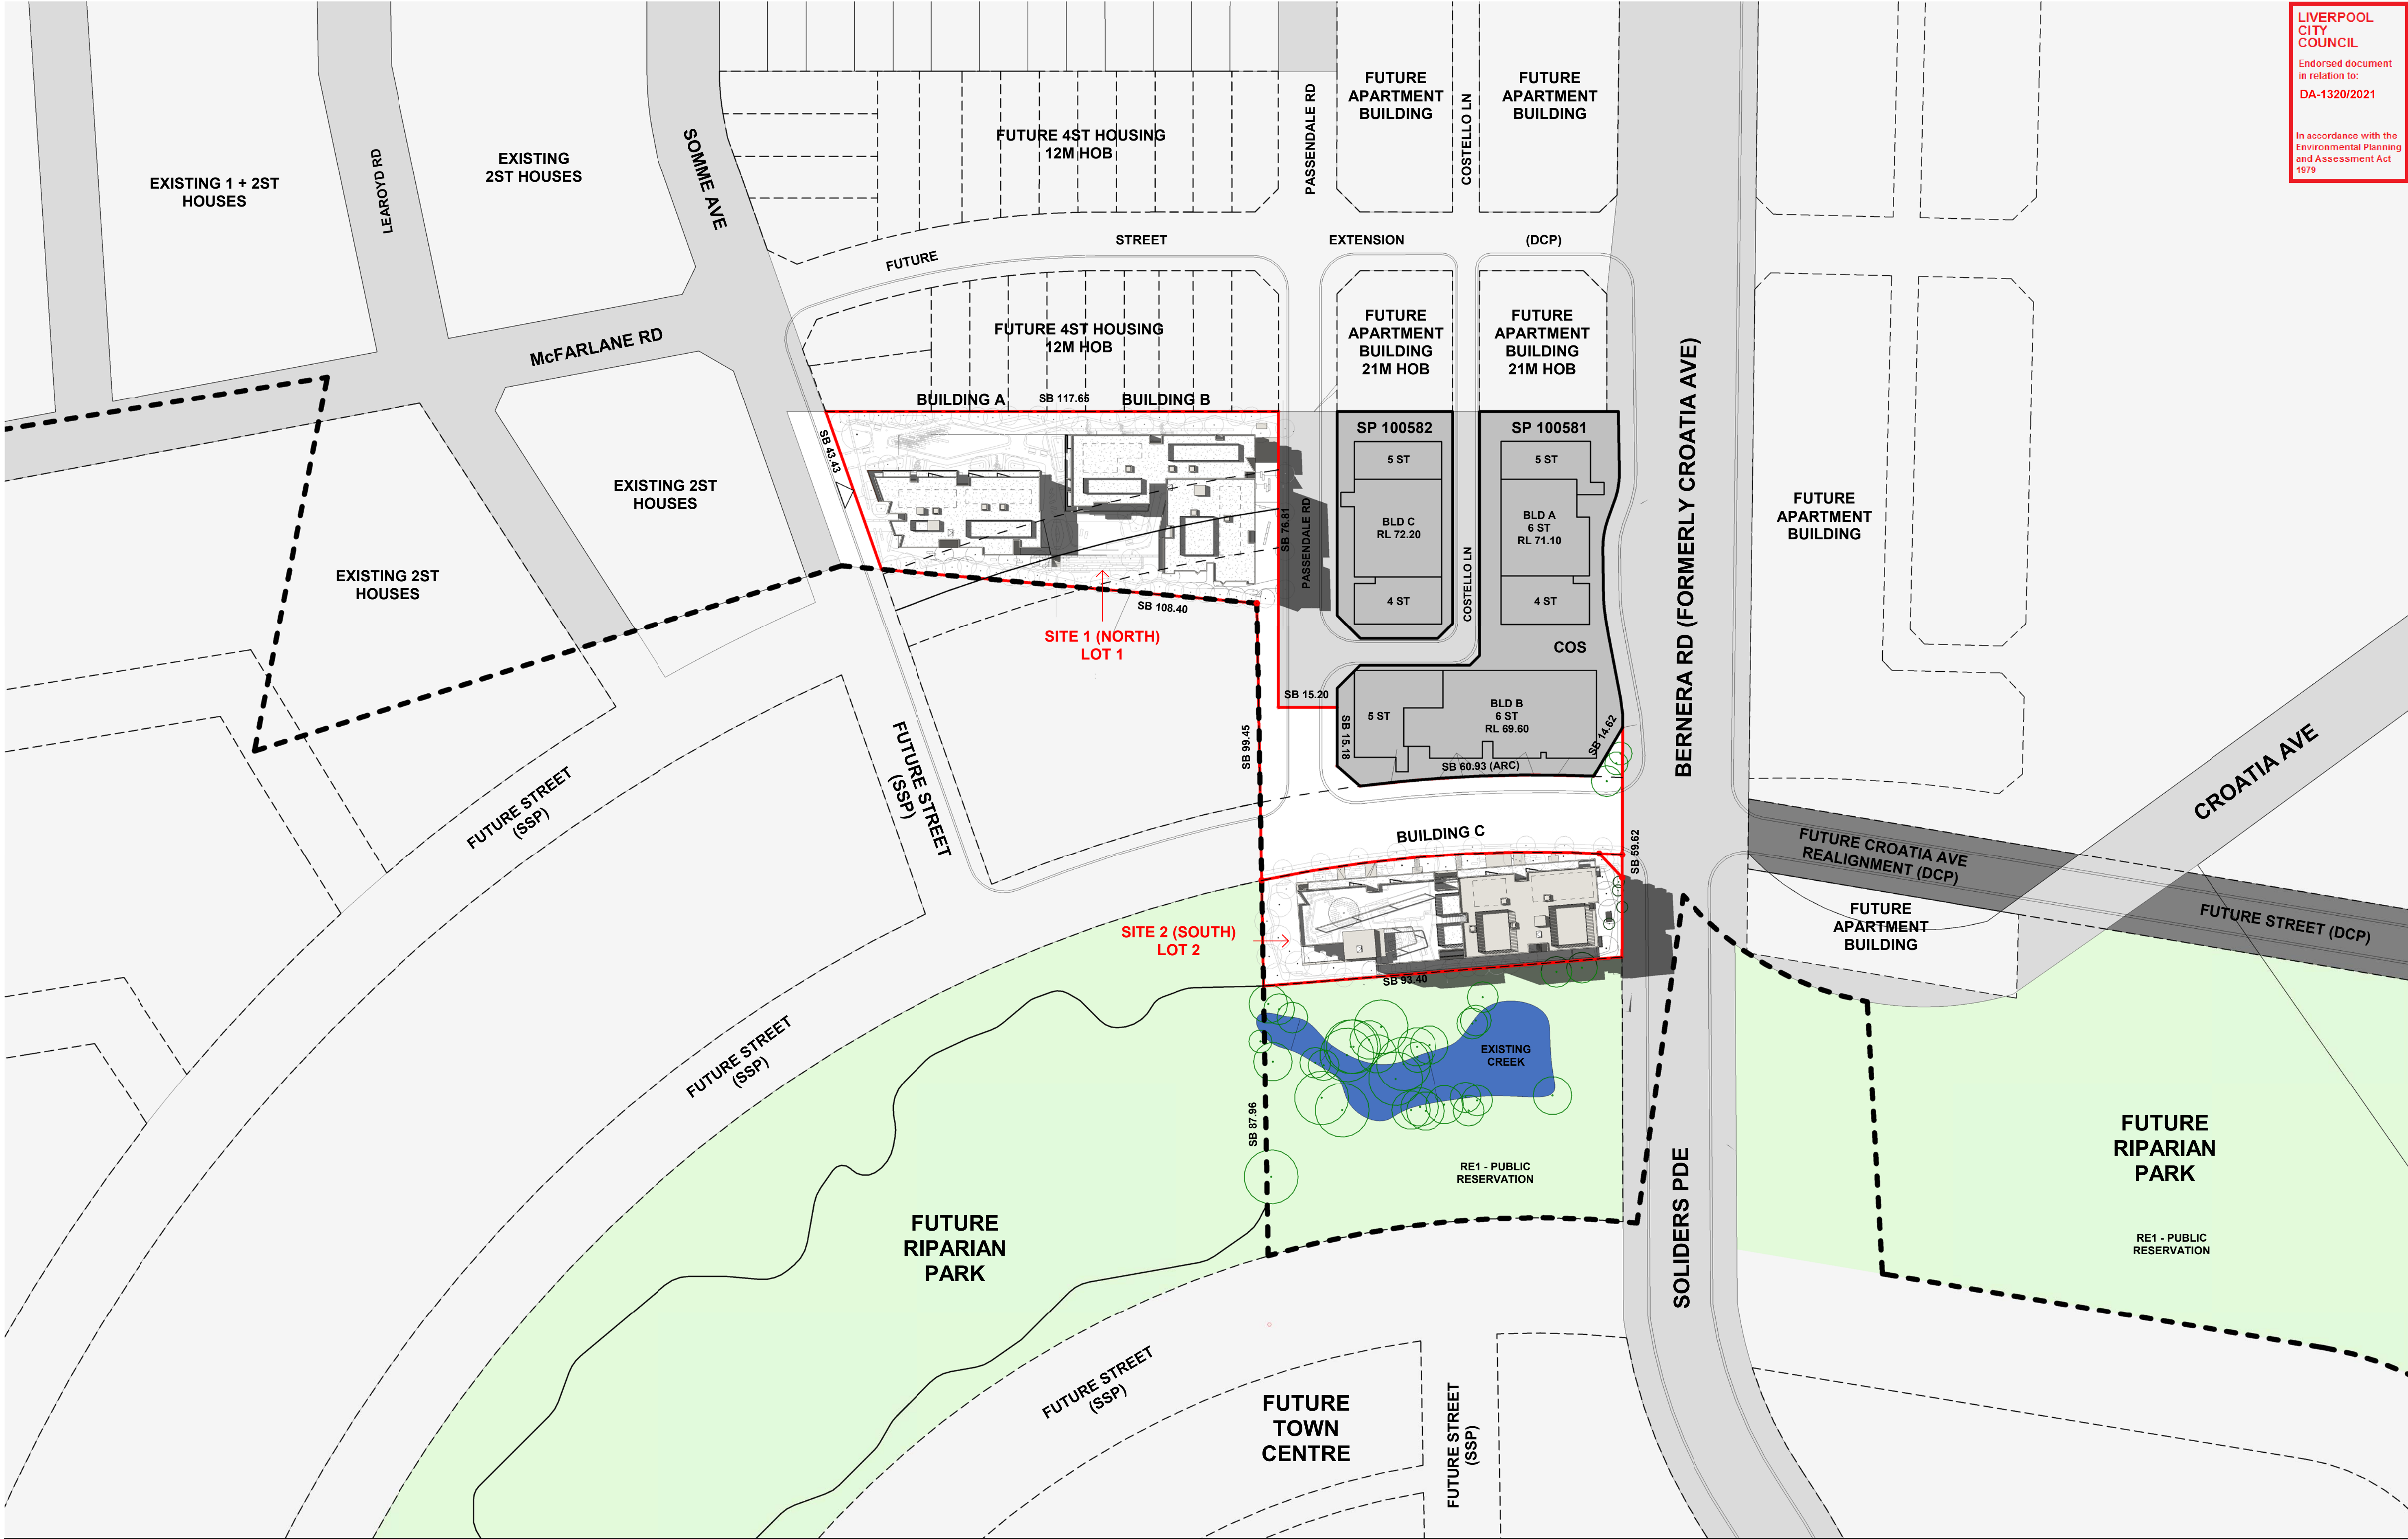 LIVERPOOL
CITY
COUNCIL
Endorsed document
in relation to:
DA-1320/2021
In accordance with the
Environmental Planning
and Assessment Act
1979
EXISTING 1 + 2ST
HOUSES
LEAROYD RD
EXISTING
2ST HOUSES
SOMME AVE
FUTURE 4ST HOUSING
12M HOB
PASSENDALE RD
FUTURE
APARTMENT
BUILDING
COSTELLO LN
FUTURE
APARTMENT
BUILDING
FUTURE
STREET
EXTENSION
(DCP)
McFARLANE RD
FUTURE 4ST HOUSING
12M HOB
FUTURE
APARTMENT
BUILDING
21M HOB
FUTURE
APARTMENT
BUILDING
21M HOB
BERNERA RD (FORMERLY CROATIA AVE)
BUILDING A
SB 117.65
BUILDING B
SB 43.43
SP 100582
SP 100581
5 ST
5 ST
EXISTING 2ST
HOUSES
SB 76.81
PASSENDALE RD
BLD C
RL 72.20
BLD A
6 ST
RL 71.10
FUTURE
APARTMENT
BUILDING
EXISTING 2ST
HOUSES
COSTELLO LN
4 ST
4 ST
SB 108.40
SITE 1 (NORTH)
LOT 1
COS
SB 15.20
SB 15.18
5 ST
BLD B
6 ST
RL 69.60
SB 14.62
SB 60.93 (ARC)
SB 99.45
FUTURE STREET
(SSP)
FUTURE STREET
(SSP)
CROATIA AVE
BUILDING C
SB 59.62
FUTURE CROATIA AVE
REALIGNMENT (DCP)
FUTURE STREET (DCP)
FUTURE
APARTMENT
BUILDING
SITE 2 (SOUTH)
LOT 2
SB 93.40
FUTURE STREET
(SSP)
EXISTING
CREEK
SB 87.96
RE1 - PUBLIC
RESERVATION
FUTURE
RIPARIAN
PARK
FUTURE
RIPARIAN
PARK
RE1 - PUBLIC
RESERVATION
SOLIDERS PDE
FUTURE STREET
(SSP)
FUTURE
TOWN
CENTRE
FUTURE STREET
(SSP)